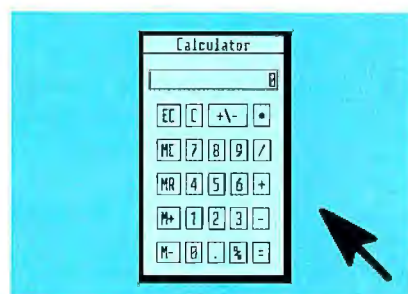 Calculator
0
EC C +\- •
MC 7 8 9 /
MR 4 5 6 +
M+ 1 2 3 -
M- 0 . % =